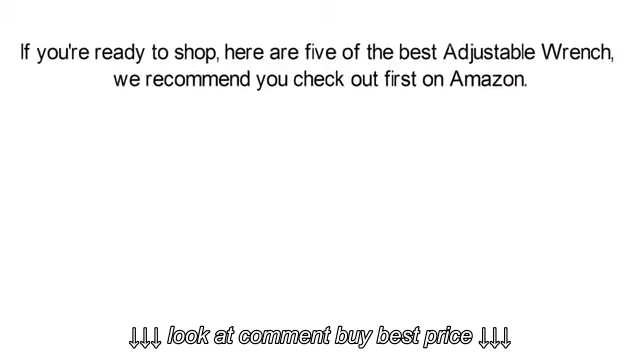 If you're ready to shop, here are five of the best Adjustable Wrench,
we recommend you check out first on Amazon.
↓↓↓ look at comment buy best price ↓↓↓